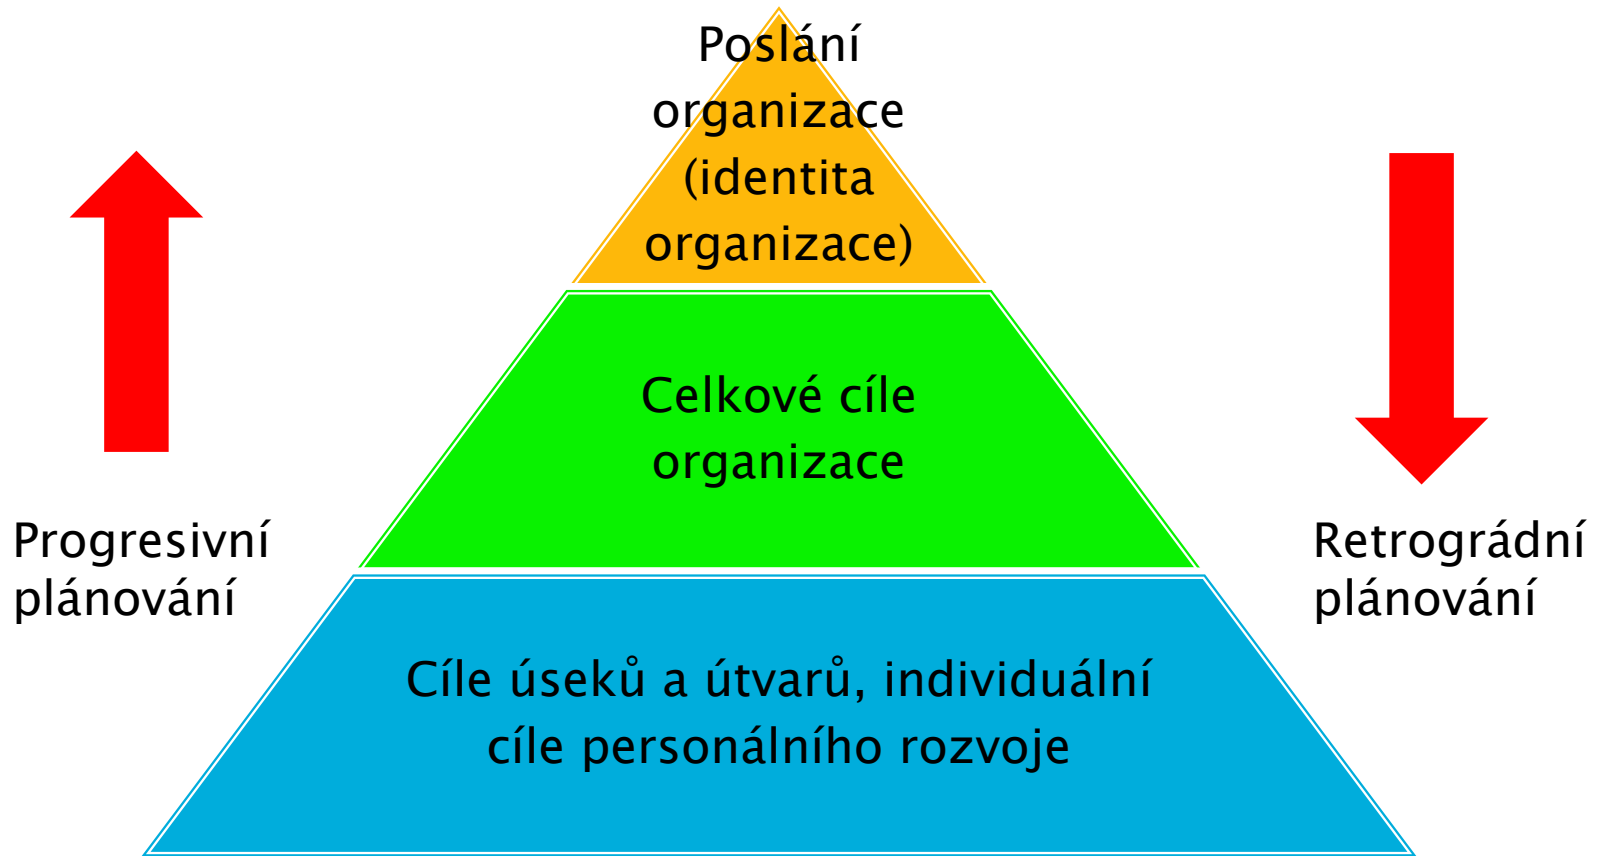 Poslání
organizace
(identita
organizace)
Celkové cíle
organizace
Progresivní
plánování
Retrográdní
plánování
Cíle úseků a útvarů, individuální
cíle personálního rozvoje